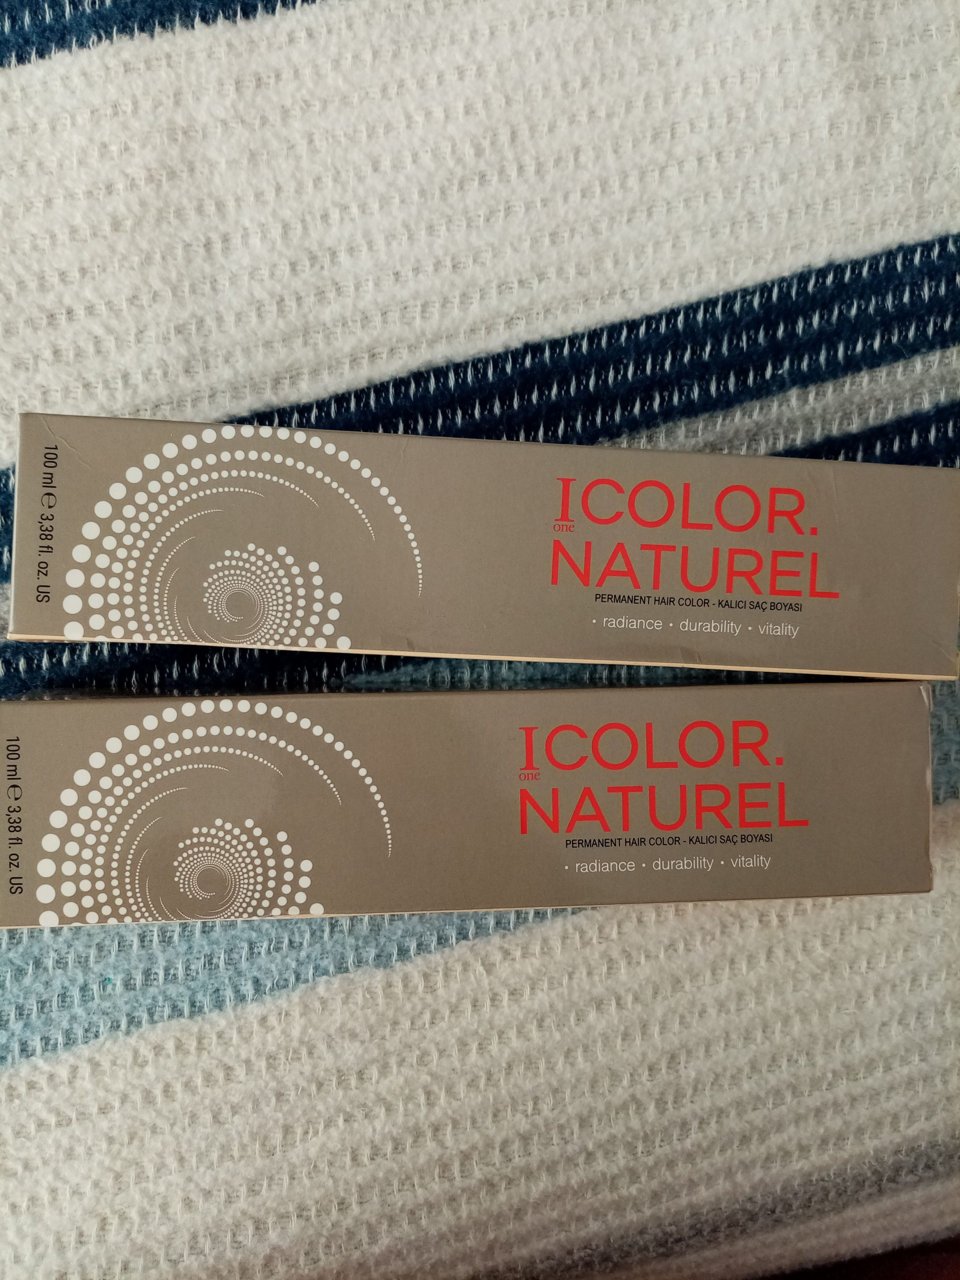 100 ml ℮ 3,38 fl. oz. US
ICOLOR.
one
NATUREL
PERMANENT HAIR COLOR - KALICI SAÇ BOYASI
• radiance • durability • vitality
100 ml ℮ 3,38 fl. oz. US
ICOLOR.
one
NATUREL
PERMANENT HAIR COLOR - KALICI SAÇ BOYASI
• radiance • durability • vitality